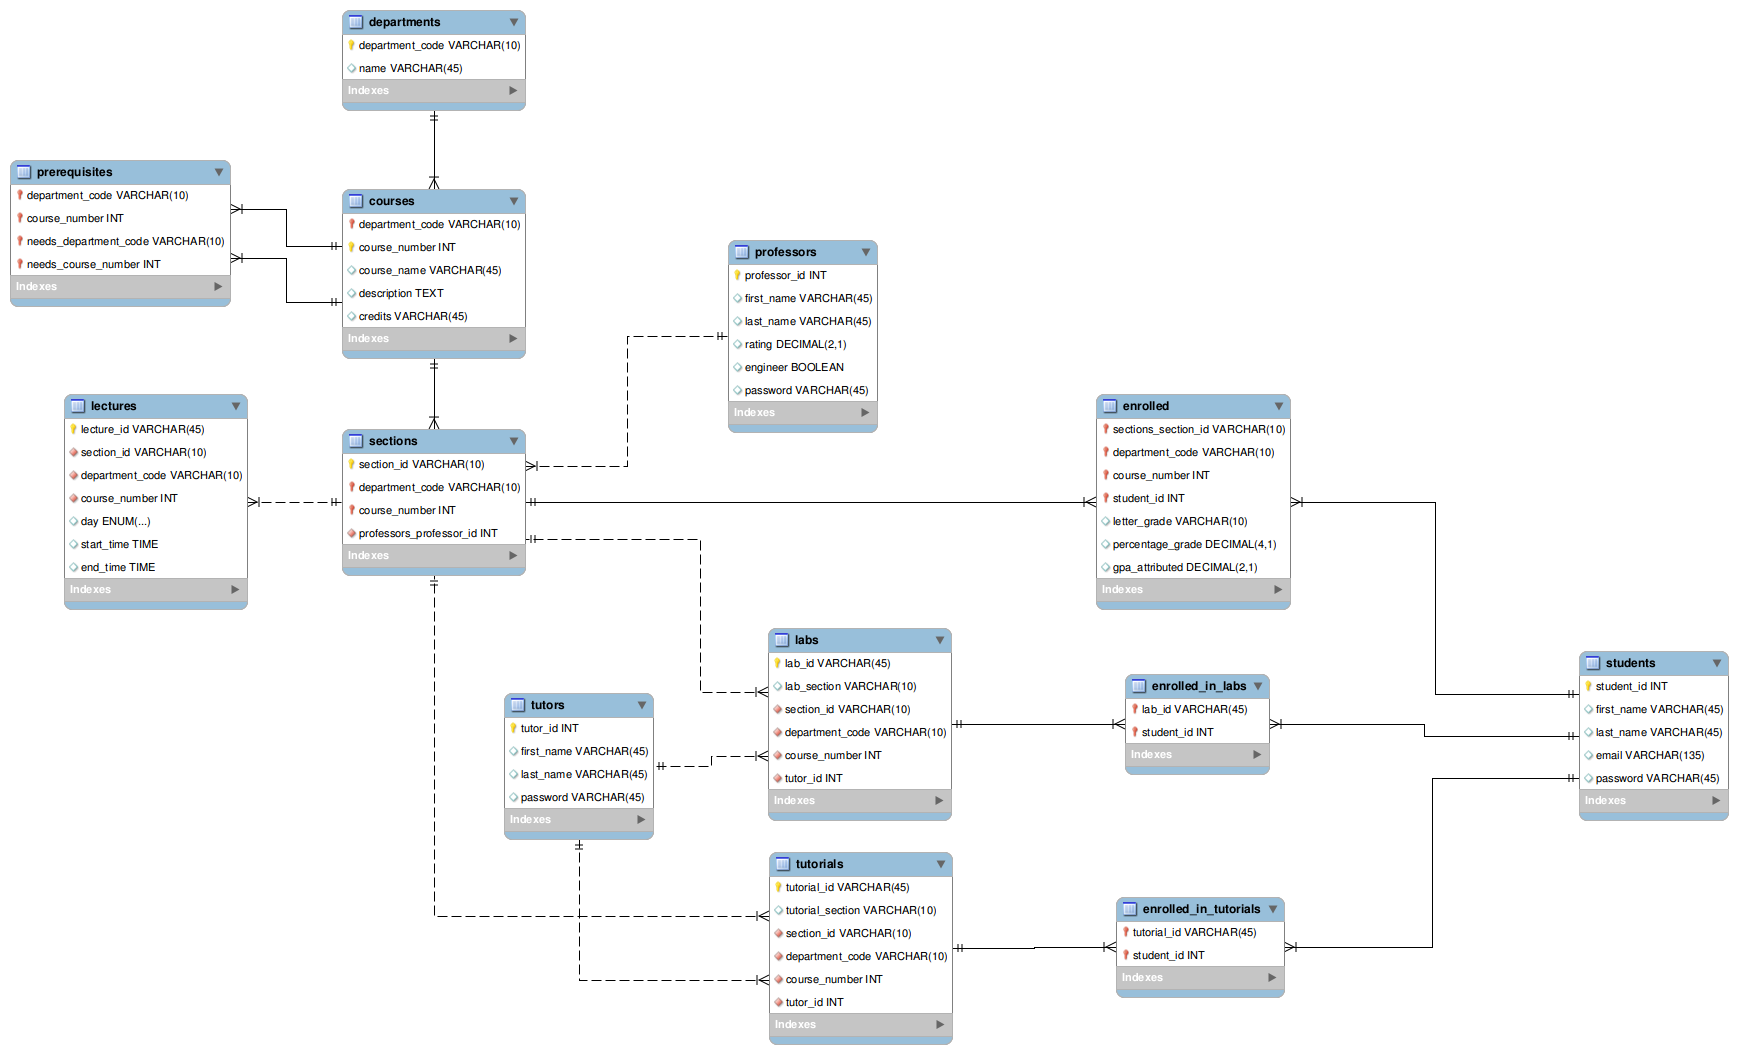 departments
department_code VARCHAR(10)
name VARCHAR(45)
Indexes
prerequisites
department_code VARCHAR(10)
course_number INT
needs_department_code VARCHAR(10)
needs_course_number INT
Indexes
courses
department_code VARCHAR(10)
course_number INT
course_name VARCHAR(45)
description TEXT
credits VARCHAR(45)
Indexes
professors
professor_id INT
first_name VARCHAR(45)
last_name VARCHAR(45)
rating DECIMAL(2,1)
engineer BOOLEAN
password VARCHAR(45)
Indexes
lectures
lecture_id VARCHAR(45)
section_id VARCHAR(10)
department_code VARCHAR(10)
course_number INT
day ENUM(...)
start_time TIME
end_time TIME
Indexes
sections
section_id VARCHAR(10)
department_code VARCHAR(10)
course_number INT
professors_professor_id INT
Indexes
enrolled
sections_section_id VARCHAR(10)
department_code VARCHAR(10)
course_number INT
student_id INT
letter_grade VARCHAR(10)
percentage_grade DECIMAL(4,1)
gpa_attributed DECIMAL(2,1)
Indexes
labs
lab_id VARCHAR(45)
lab_section VARCHAR(10)
section_id VARCHAR(10)
department_code VARCHAR(10)
course_number INT
tutor_id INT
Indexes
enrolled_in_labs
lab_id VARCHAR(45)
student_id INT
Indexes
students
student_id INT
first_name VARCHAR(45)
last_name VARCHAR(45)
email VARCHAR(135)
password VARCHAR(45)
Indexes
tutors
tutor_id INT
first_name VARCHAR(45)
last_name VARCHAR(45)
password VARCHAR(45)
Indexes
tutorials
tutorial_id VARCHAR(45)
tutorial_section VARCHAR(10)
section_id VARCHAR(10)
department_code VARCHAR(10)
course_number INT
tutor_id INT
Indexes
enrolled_in_tutorials
tutorial_id VARCHAR(45)
student_id INT
Indexes